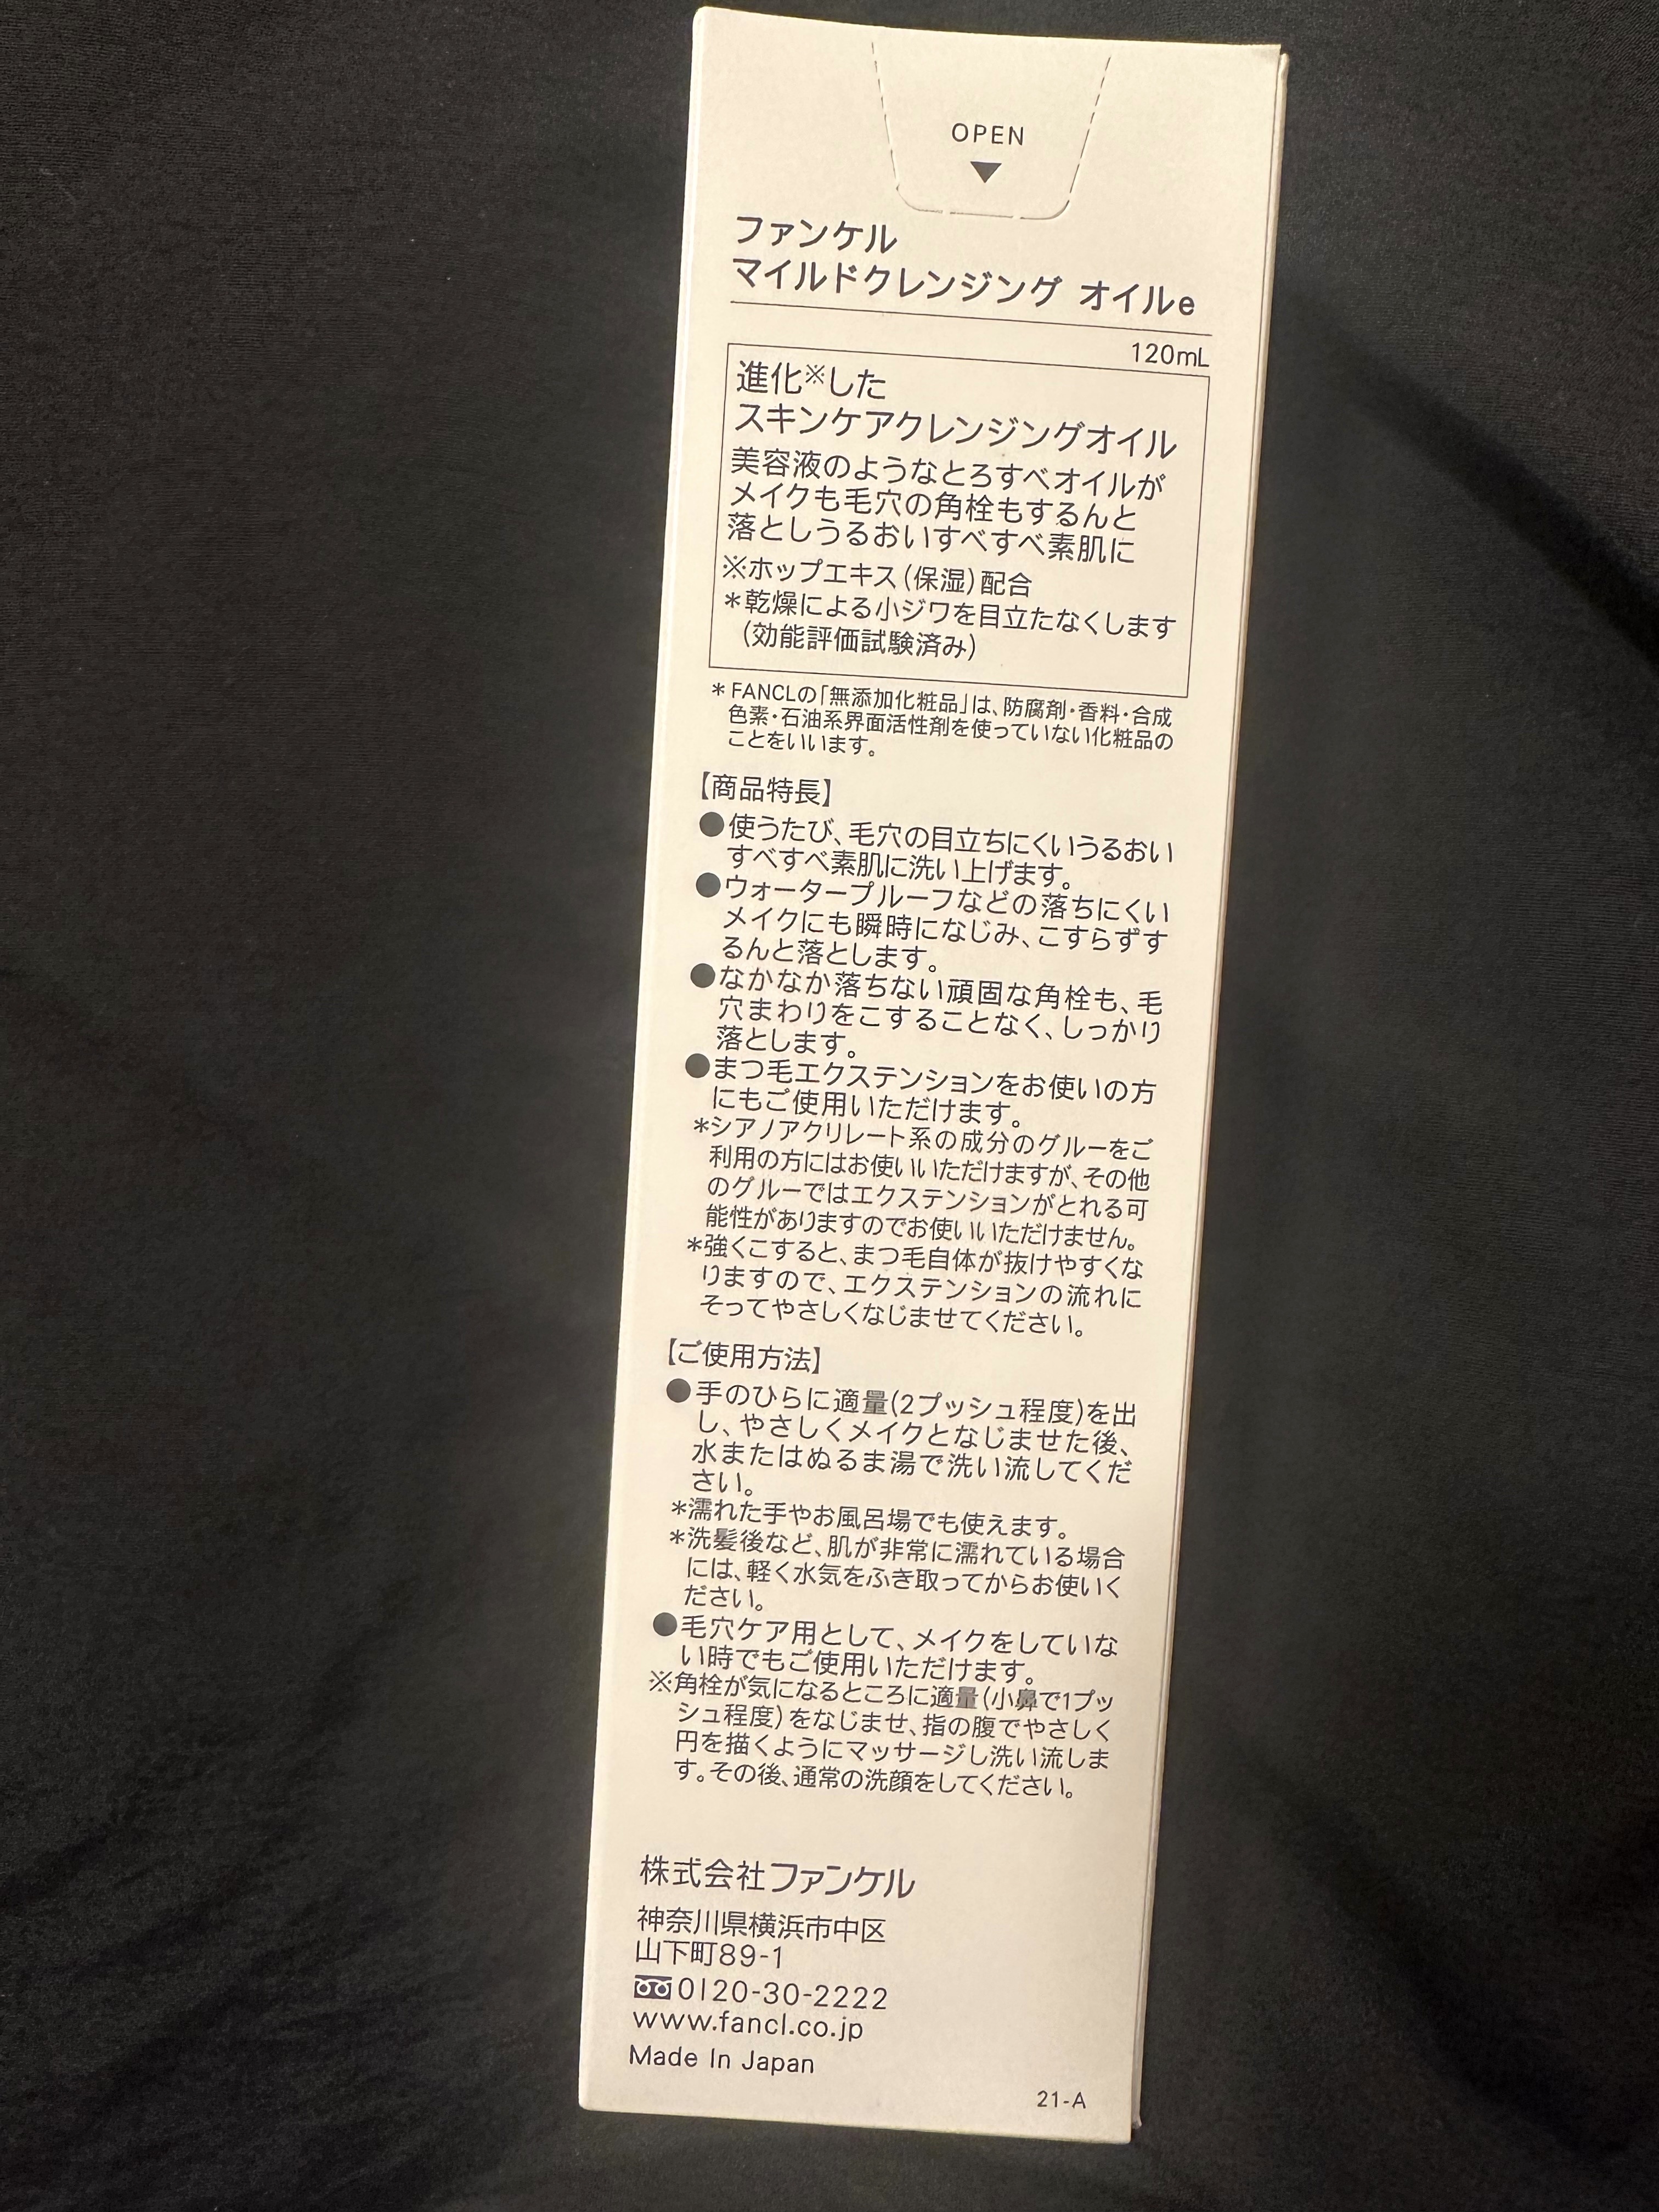 OPEN
▼
ファンケル
マイルドクレンジング オイルe
120mL
進化※した
スキンケアクレンジングオイル
美容液のようなとろすべオイルが
メイクも毛穴の角栓もするんと
落としうるおいすべすべ素肌に
※ホップエキス(保湿)配合
＊乾燥による小ジワを目立たなくします
(効能評価試験済み)
＊FANCLの「無添加化粧品」は、防腐剤・香料・合成
色素・石油系界面活性剤を使っていない化粧品の
ことをいいます。
【商品特長】
●使うたび、毛穴の目立ちにくいうるおい
すべすべ素肌に洗い上げます。
●ウォータープルーフなどの落ちにくい
メイクにも瞬時になじみ、こすらずす
るんと落とします。
●なかなか落ちない頑固な角栓も、毛
穴まわりをこすることなく、しっかり
落とします。
●まつ毛エクステンションをお使いの方
にもご使用いただけます。
＊シアノアクリレート系の成分のグルーをご
利用の方にはお使いいただけますが、その他
のグルーではエクステンションがとれる可
能性がありますのでお使いいただけません。
＊強くこすると、まつ毛自体が抜けやすくな
りますので、エクステンションの流れに
そってやさしくなじませてください。
【ご使用方法】
●手のひらに適量(2プッシュ程度)を出
し、やさしくメイクとなじませた後、
水またはぬるま湯で洗い流してくだ
さい。
＊濡れた手やお風呂場でも使えます。
＊洗髪後など、肌が非常に濡れている場合
には、軽く水気をふき取ってからお使いく
ださい。
●毛穴ケア用として、メイクをしていな
い時でもご使用いただけます。
※角栓が気になるところに適量(小鼻で1プッ
シュ程度)をなじませ、指の腹でやさしく
円を描くようにマッサージし洗い流しま
す。その後、通常の洗顔をしてください。
株式会社ファンケル
神奈川県横浜市中区
山下町89-1
0120-30-2222
www.fancl.co.jp
Made In Japan
21-A